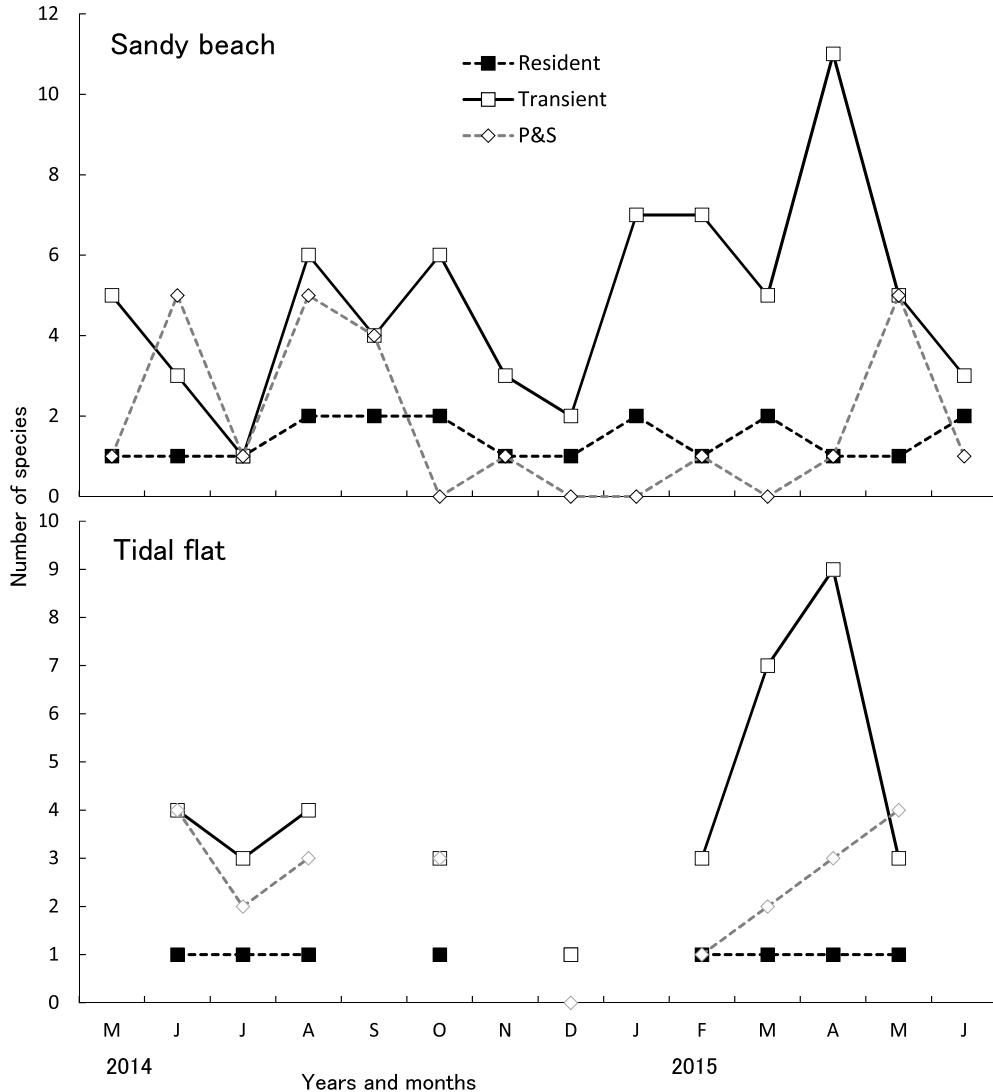 12
Sandy beach
Resident
10
Transient
P&S
8
6
4
2
0
Number of species
10
Tidal flat
9
8
7
6
5
4
3
2
1
0
M J J A S O N D J F M A M J
2014 2015
Years and months